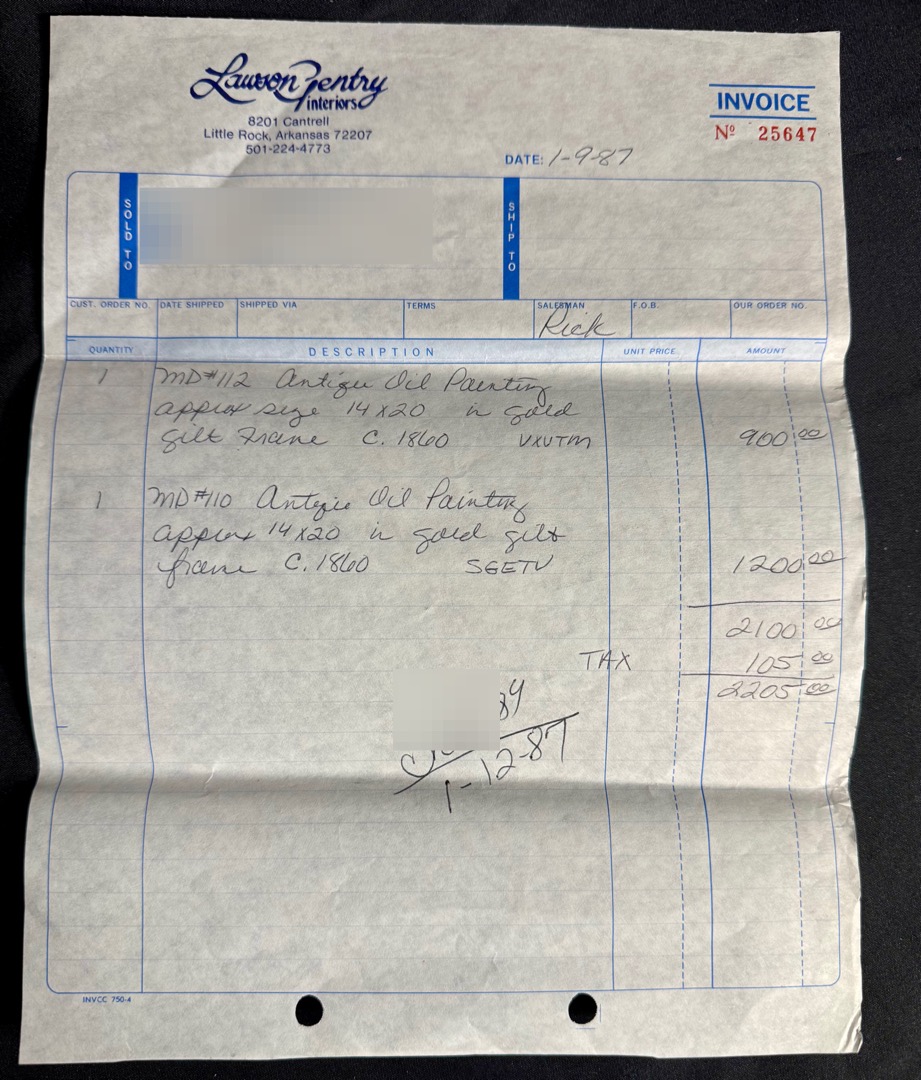 Lawson Gentry
interiors
8201 Cantrell
Little Rock, Arkansas 72207
501-224-4773
INVOICE
Nº 25647
DATE: 1-9-87
SOLD TO
SHIP TO
CUST. ORDER NO. DATE SHIPPED SHIPPED VIA TERMS SALESMAN F.O.B. OUR ORDER NO.
Rick
QUANTITY DESCRIPTION UNIT PRICE AMOUNT
1 MD#112 Antique Oil Painting
approx size 14x20 in gold
gilt frame C. 1860 VXUTM 900 00
1 MD#110 Antique Oil Painting
approx 14x20 in gold gilt
frame C. 1860 SGETV 1200 00
2100 00
TAX 105 00
2205 00
1-12-87
INVCC 750-4